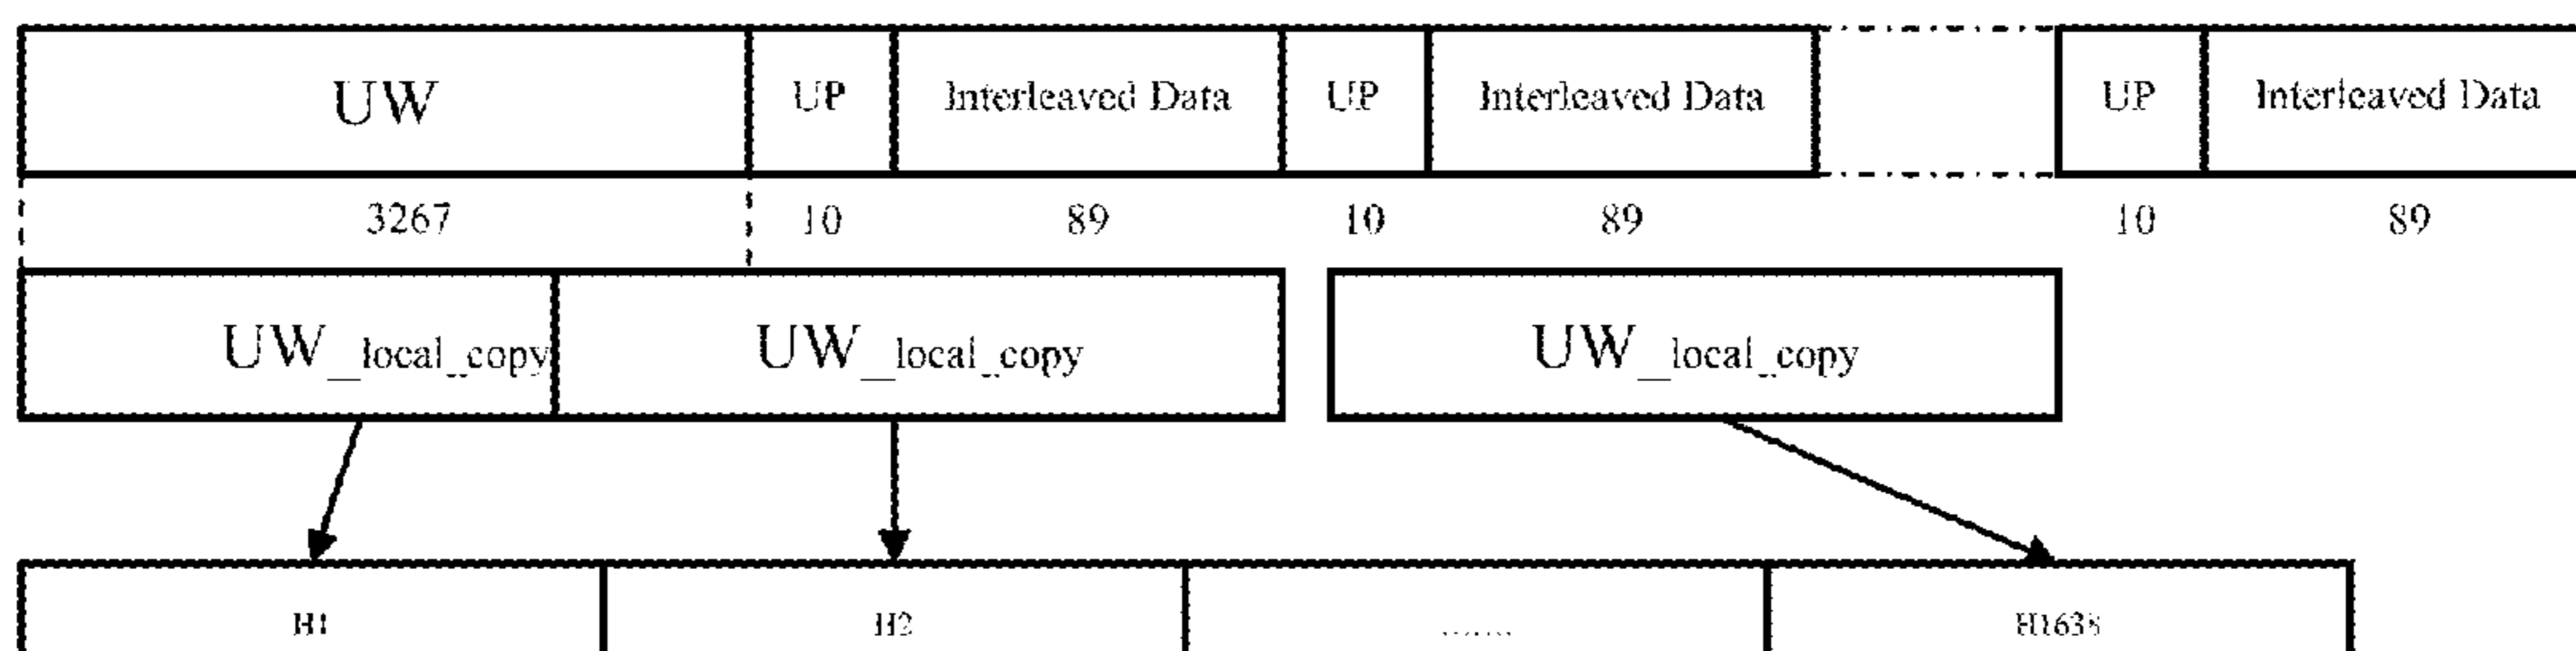 UW UP Interleaved Data UP Interleaved Data UP Interleaved Data
3267 10 89 10 89 10 89
UW_local_copy UW_local_copy UW_local_copy
H1 H2 ....... H1638